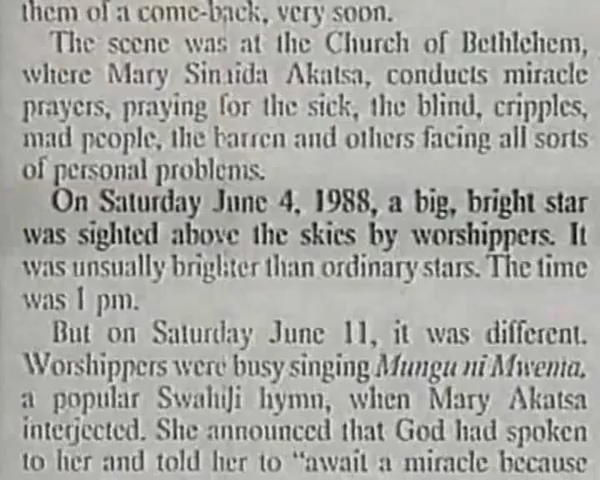 them of a come-back, very soon.
The scene was at the Church of Bethlehem,
where Mary Sinaida Akatsa, conducts miracle
prayers, praying for the sick, the blind, cripples,
mad people, the barren and others facing all sorts
of personal problems.
On Saturday June 4, 1988, a big, bright star
was sighted above the skies by worshippers. It
was unsually brighter than ordinary stars. The time
was 1 pm.
But on Saturday June 11, it was different.
Worshippers were busy singing Mungu ni Mwema,
a popular Swahili hymn, when Mary Akatsa
interjected. She announced that God had spoken
to her and told her to "await a miracle because